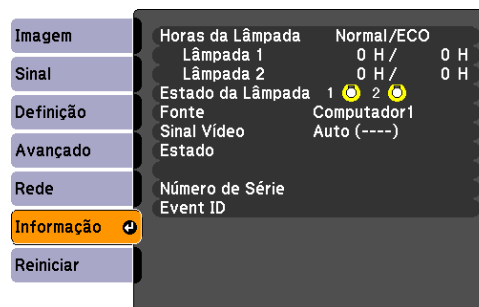 Imagem
Sinal
Definição
Avançado
Rede
Informação
Reiniciar
Horas da Lâmpada Normal/ECO
Lâmpada 1 0 H / 0 H
Lâmpada 2 0 H / 0 H
Estado da Lâmpada 1 2
Fonte Computador1
Sinal Vídeo Auto (----)
Estado
Número de Série
Event ID